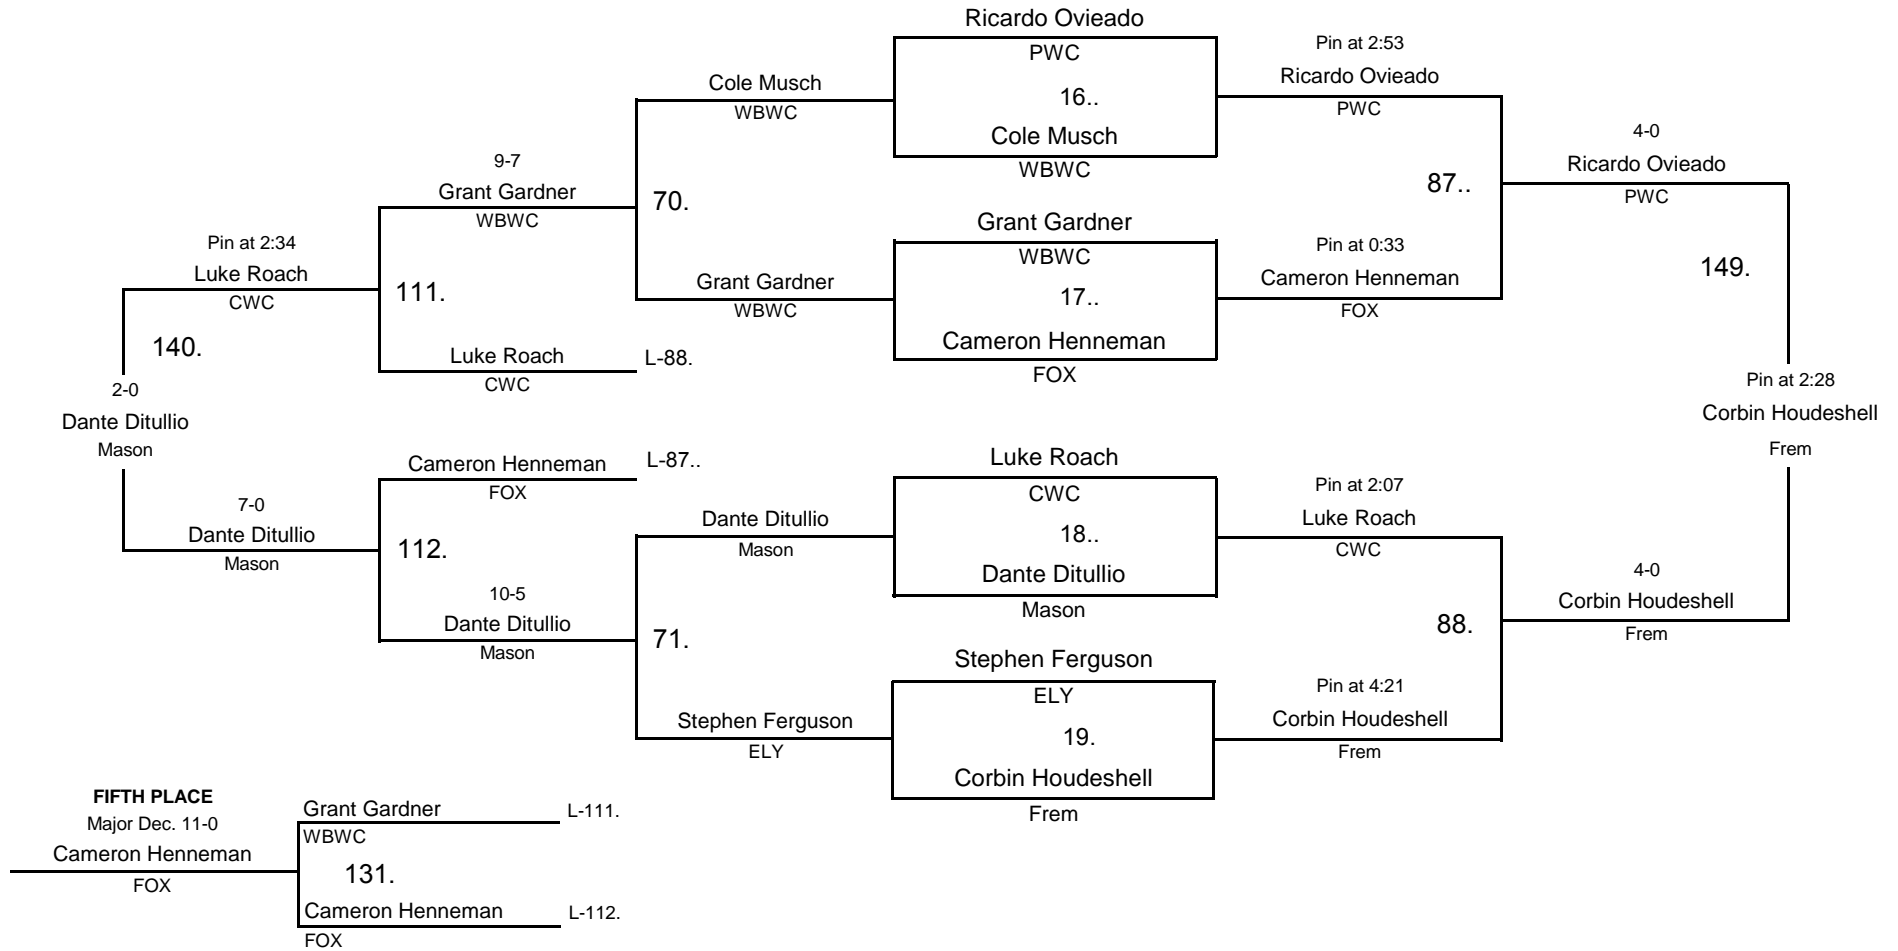 Ricardo Ovieado
PWC
16..
Cole Musch
WBWC
Grant Gardner
WBWC
17..
Cameron Henneman
FOX
Luke Roach
CWC
18..
Dante Ditullio
Mason
Stephen Ferguson
ELY
19.
Corbin Houdeshell
Frem
Pin at 2:53
Ricardo Ovieado
PWC
87..
Pin at 0:33
Cameron Henneman
FOX
Pin at 2:07
Luke Roach
CWC
88.
Pin at 4:21
Corbin Houdeshell
Frem
4-0
Ricardo Ovieado
PWC
149.
4-0
Corbin Houdeshell
Frem
Pin at 2:28
Corbin Houdeshell
Frem
Cole Musch
WBWC
70.
Grant Gardner
WBWC
Dante Ditullio
Mason
71.
Stephen Ferguson
ELY
9-7
Grant Gardner
WBWC
111.
Luke Roach
L-88.
CWC
Cameron Henneman
L-87..
FOX
112.
10-5
Dante Ditullio
Mason
Pin at 2:34
Luke Roach
CWC
140.
7-0
Dante Ditullio
Mason
2-0
Dante Ditullio
Mason
FIFTH PLACE
Major Dec. 11-0
Cameron Henneman
FOX
Grant Gardner
L-111.
WBWC
131.
Cameron Henneman
L-112.
FOX